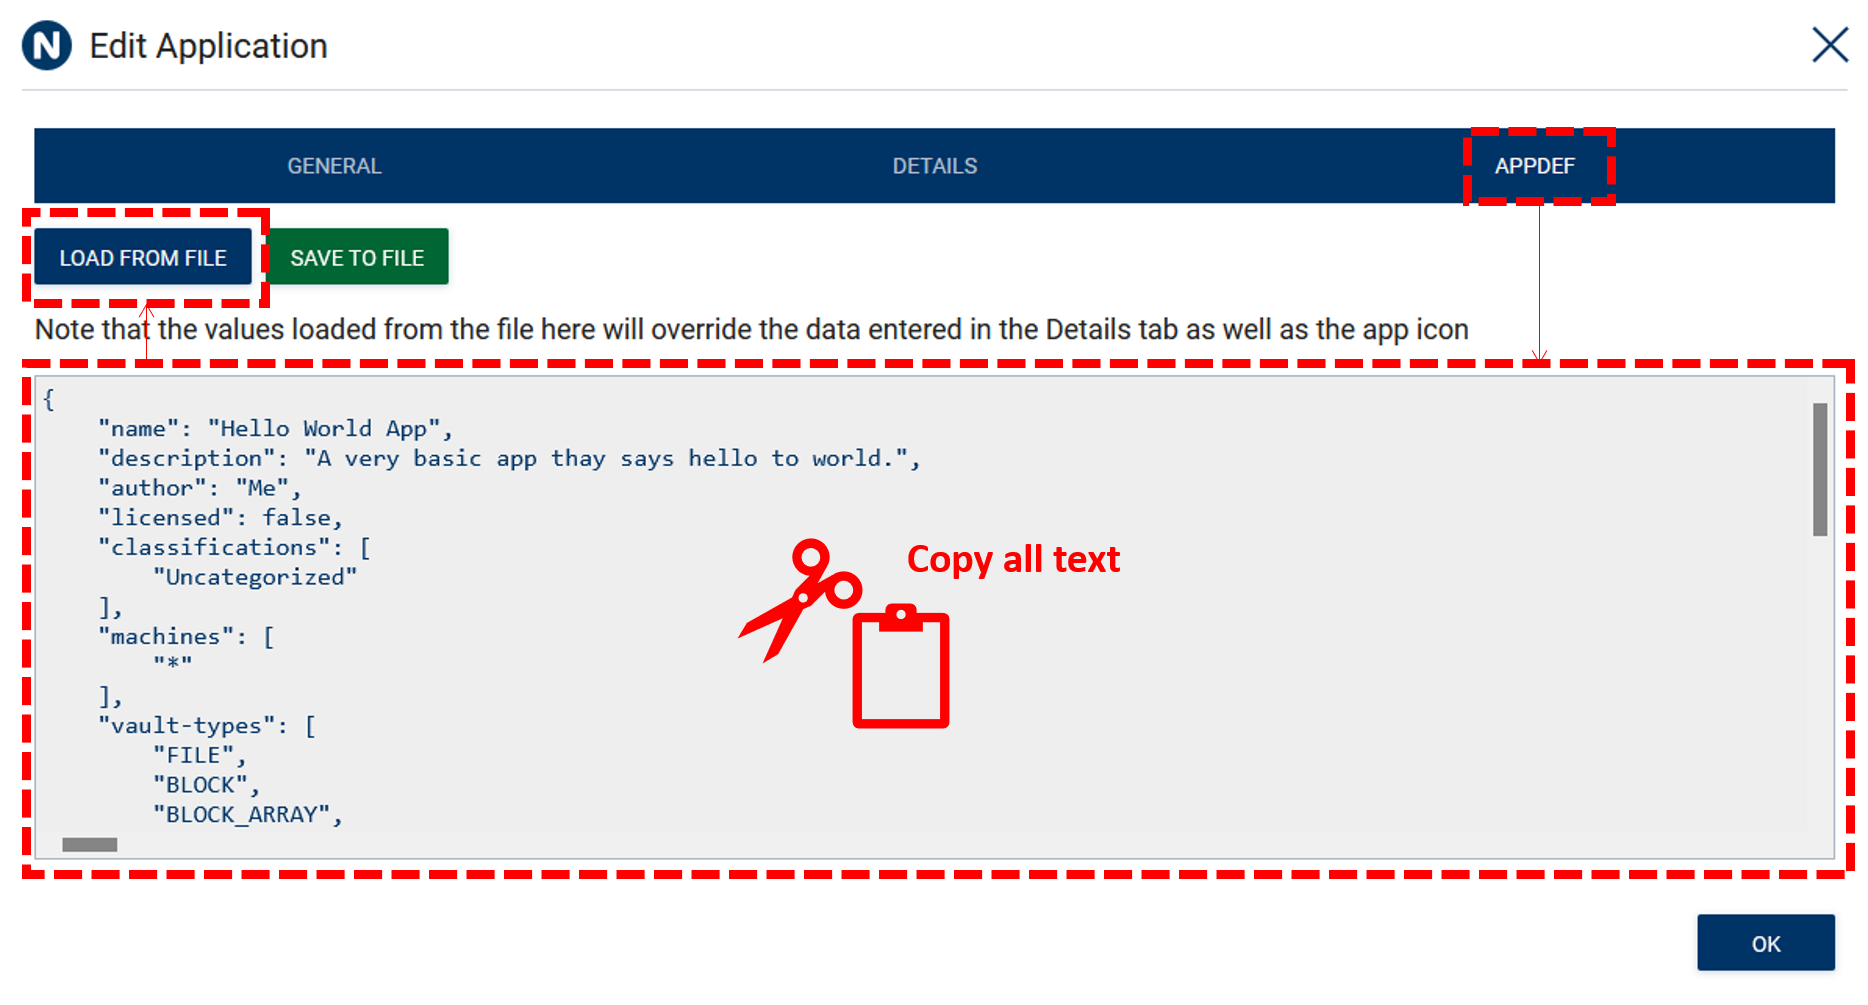 N Edit Application
GENERAL DETAILS APPDEF
LOAD FROM FILE SAVE TO FILE
Note that the values loaded from the file here will override the data entered in the Details tab as well as the app icon
{
    "name": "Hello World App",
    "description": "A very basic app thay says hello to world.",
    "author": "Me",
    "licensed": false,
    "classifications": [
        "Uncategorized"
    ],
    "machines": [
        "*"
    ],
    "vault-types": [
        "FILE",
        "BLOCK",
        "BLOCK_ARRAY",
Copy all text
OK